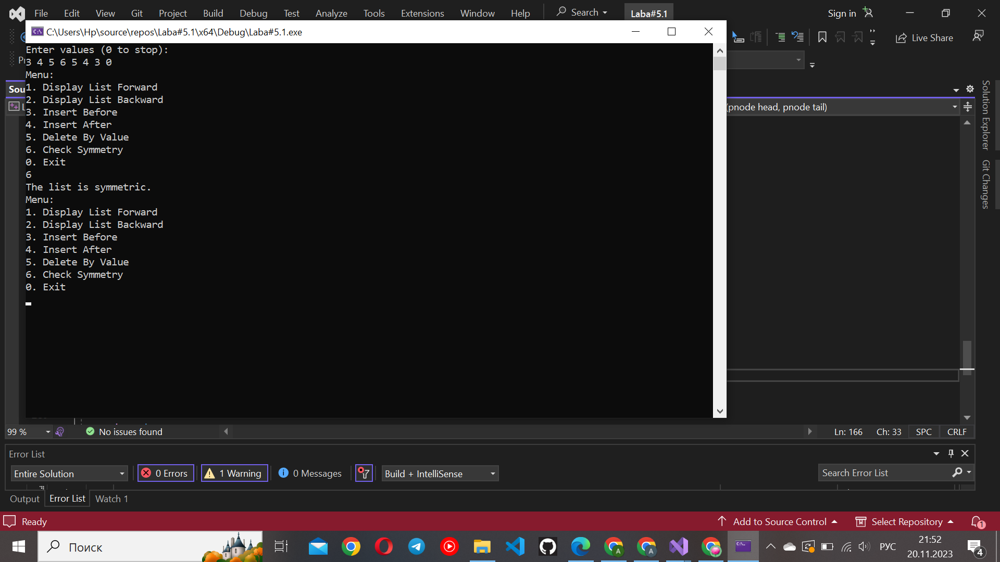 File Edit View Git Project Build Debug Test Analyze Tools Extensions Window Help Search Laba#5.1 Sign in
C:\Users\Hp\source\repos\Laba#5.1\x64\Debug\Laba#5.1.exe
Live Share
Enter values (0 to stop):
3 4 5 6 5 4 3 0
Menu:
1. Display List Forward
2. Display List Backward
3. Insert Before
4. Insert After
5. Delete By Value
6. Check Symmetry
0. Exit
6
The list is symmetric.
Menu:
1. Display List Forward
2. Display List Backward
3. Insert Before
4. Insert After
5. Delete By Value
6. Check Symmetry
0. Exit
(pnode head, pnode tail)
Solution Explorer
Git Changes
99 % No issues found Ln: 166 Ch: 33 SPC CRLF
Error List
Entire Solution 0 Errors 1 Warning 0 Messages Build + IntelliSense Search Error List
Output Error List Watch 1
Ready Add to Source Control Select Repository 1
Поиск РУС 21:52
20.11.2023 4